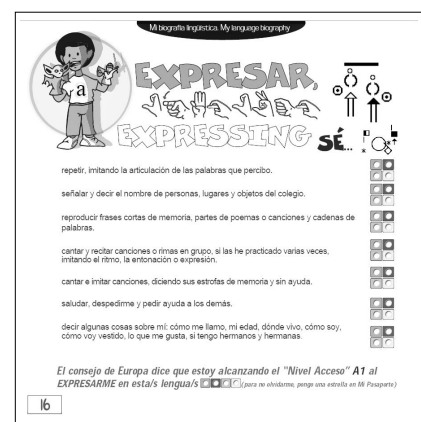 Mi biografía lingüística. My language biography
a
EXPRESAR,
EXPRESSING
SÉ...
repetir, imitando la articulación de las palabras que percibo.
señalar y decir el nombre de personas, lugares y objetos del colegio.
reproducir frases cortas de memoria, partes de poemas o canciones y cadenas de
palabras.
cantar y recitar canciones o rimas en grupo, si las he practicado varias veces,
imitando el ritmo, la entonación o expresión.
cantar e imitar canciones, diciendo sus estrofas de memoria y sin ayuda.
saludar, despedirme y pedir ayuda a los demás.
decir algunas cosas sobre mí: cómo me llamo, mi edad, dónde vivo, cómo soy,
cómo voy vestido, lo que me gusta, si tengo hermanos y hermanas.
El consejo de Europa dice que estoy alcanzando el "Nivel Acceso" A1 al
EXPRESARME en esta/s lengua/s (para no olvidarme, pongo una estrella en Mi Pasaporte)
16